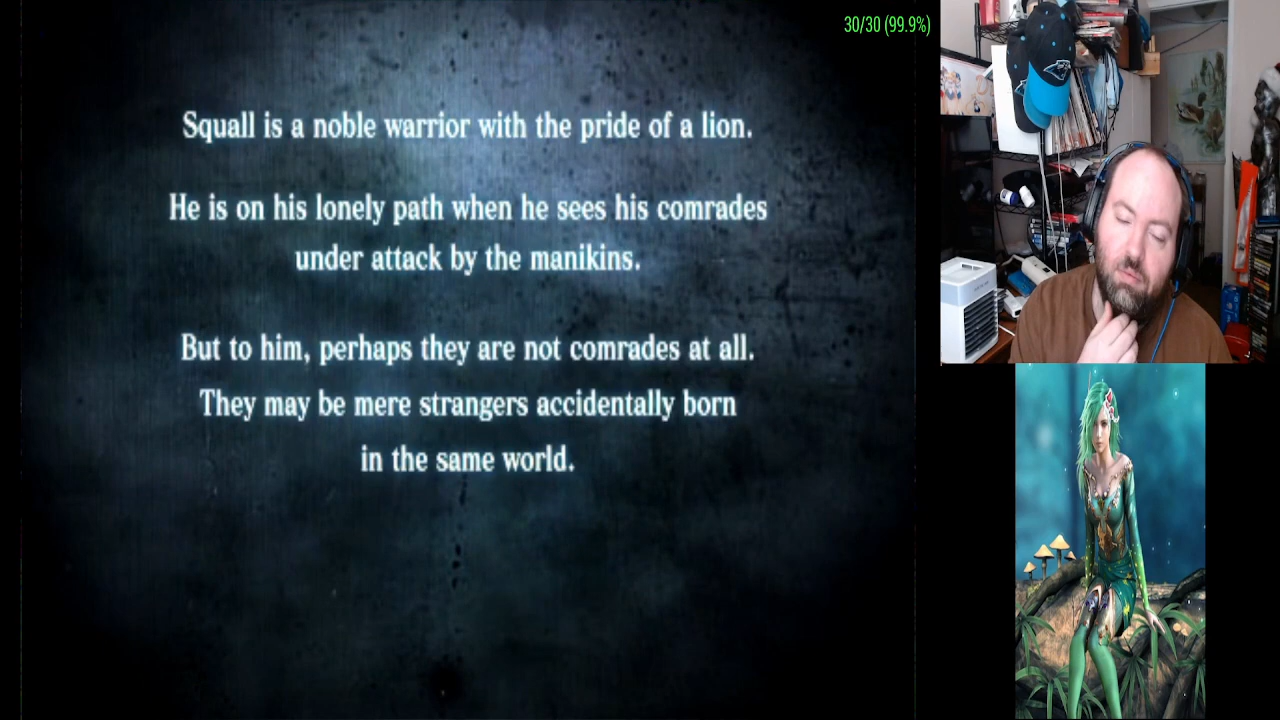 30/30 (99.9%)
Squall is a noble warrior with the pride of a lion.
He is on his lonely path when he sees his comrades
under attack by the manikins.
But to him, perhaps they are not comrades at all.
They may be mere strangers accidentally born
in the same world.